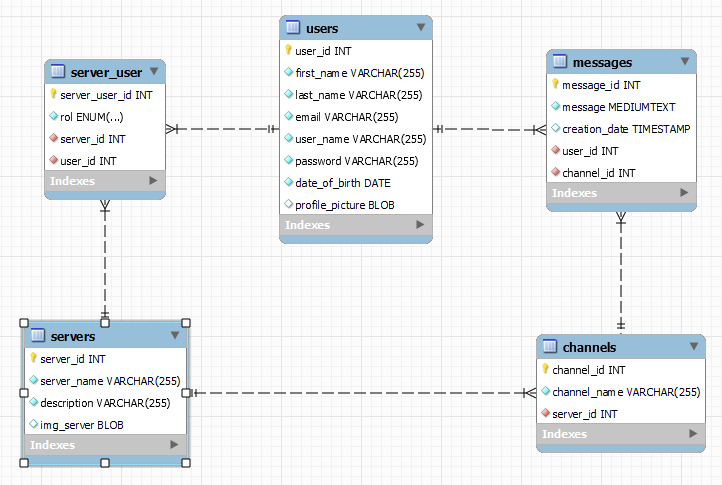 users
user_id INT
first_name VARCHAR(255)
last_name VARCHAR(255)
email VARCHAR(255)
user_name VARCHAR(255)
password VARCHAR(255)
date_of_birth DATE
profile_picture BLOB
Indexes
server_user
server_user_id INT
rol ENUM(...)
server_id INT
user_id INT
Indexes
messages
message_id INT
message MEDIUMTEXT
creation_date TIMESTAMP
user_id INT
channel_id INT
Indexes
servers
server_id INT
server_name VARCHAR(255)
description VARCHAR(255)
img_server BLOB
Indexes
channels
channel_id INT
channel_name VARCHAR(255)
server_id INT
Indexes